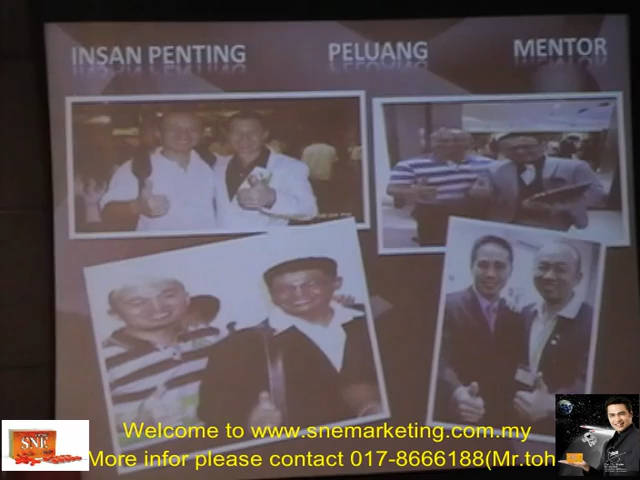 INSAN PENTING PELUANG MENTOR
SNE
Welcome to www.snemarketing.com.my
More infor please contact 017-8666188(Mr.toh